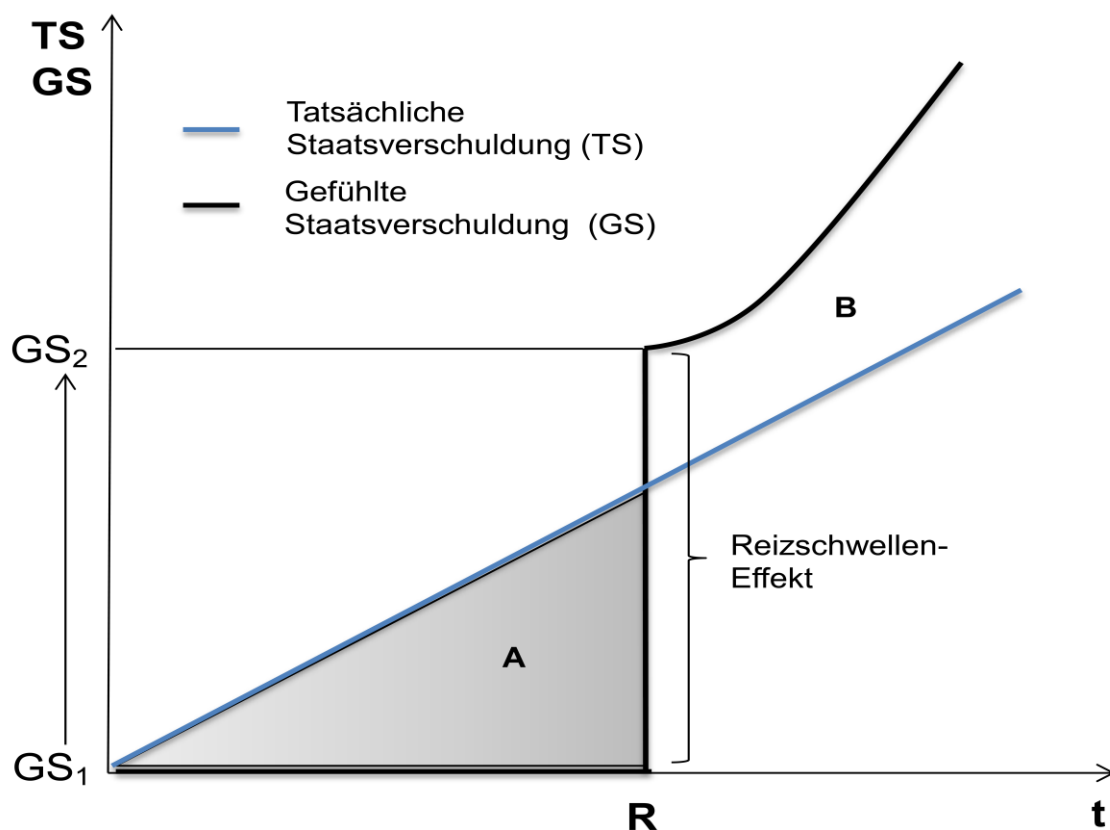 TS
GS
Tatsächliche
Staatsverschuldung (TS)
Gefühlte
Staatsverschuldung (GS)
B
GS₂
Reizschwellen-
Effekt
A
GS₁
R
t